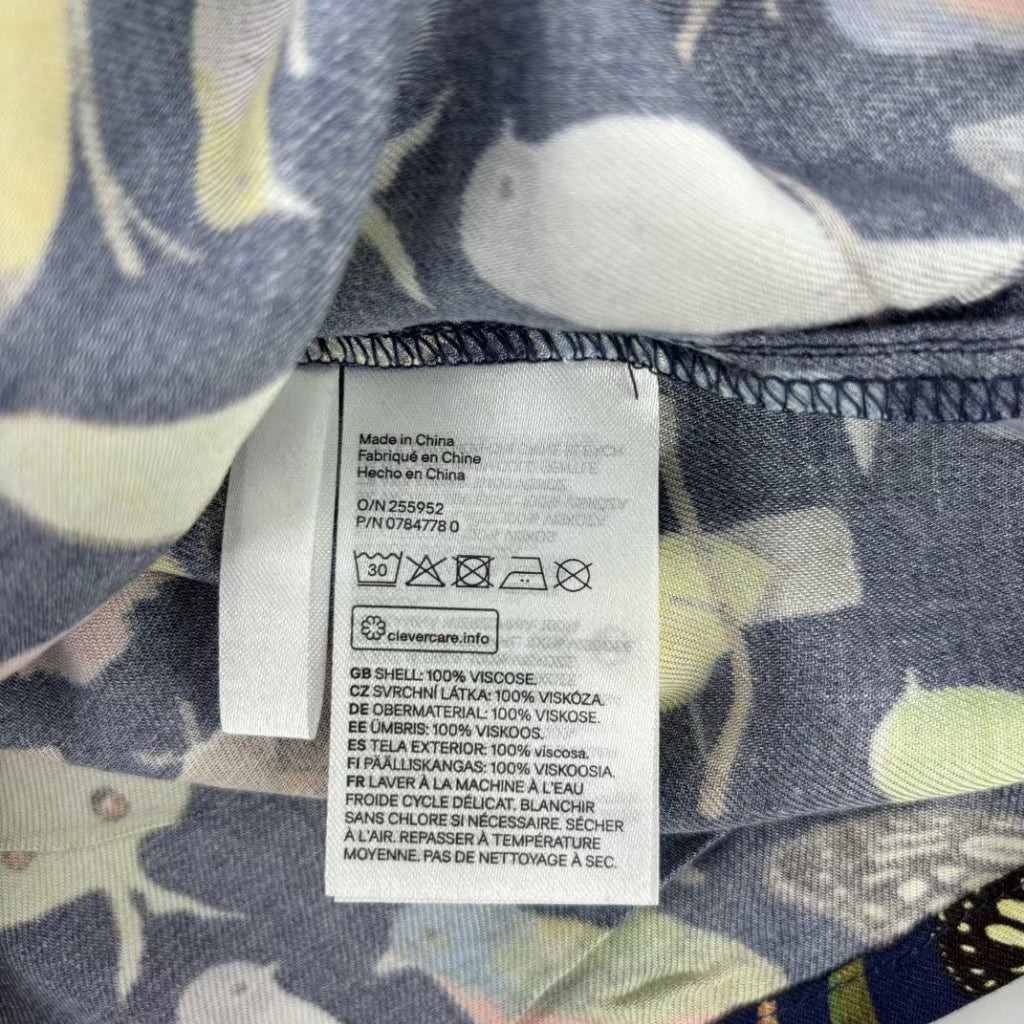 Made in China
Fabriqué en Chine
Hecho en China
O/N 255952
P/N 0784778 0
30
clevercare.info
GB SHELL: 100% VISCOSE.
CZ SVRCHNÍ LÁTKA: 100% VISKÓZA.
DE OBERMATERIAL: 100% VISKOSE.
EE ÜMBRIS: 100% VISKOOS.
ES TELA EXTERIOR: 100% viscosa.
FI PÄÄLLISKANGAS: 100% VISKOOSIA.
FR LAVER À LA MACHINE À L'EAU
FROIDE CYCLE DÉLICAT. BLANCHIR
SANS CHLORE SI NÉCESSAIRE. SÉCHER
À L'AIR. REPASSER À TEMPÉRATURE
MOYENNE. PAS DE NETTOYAGE À SEC.